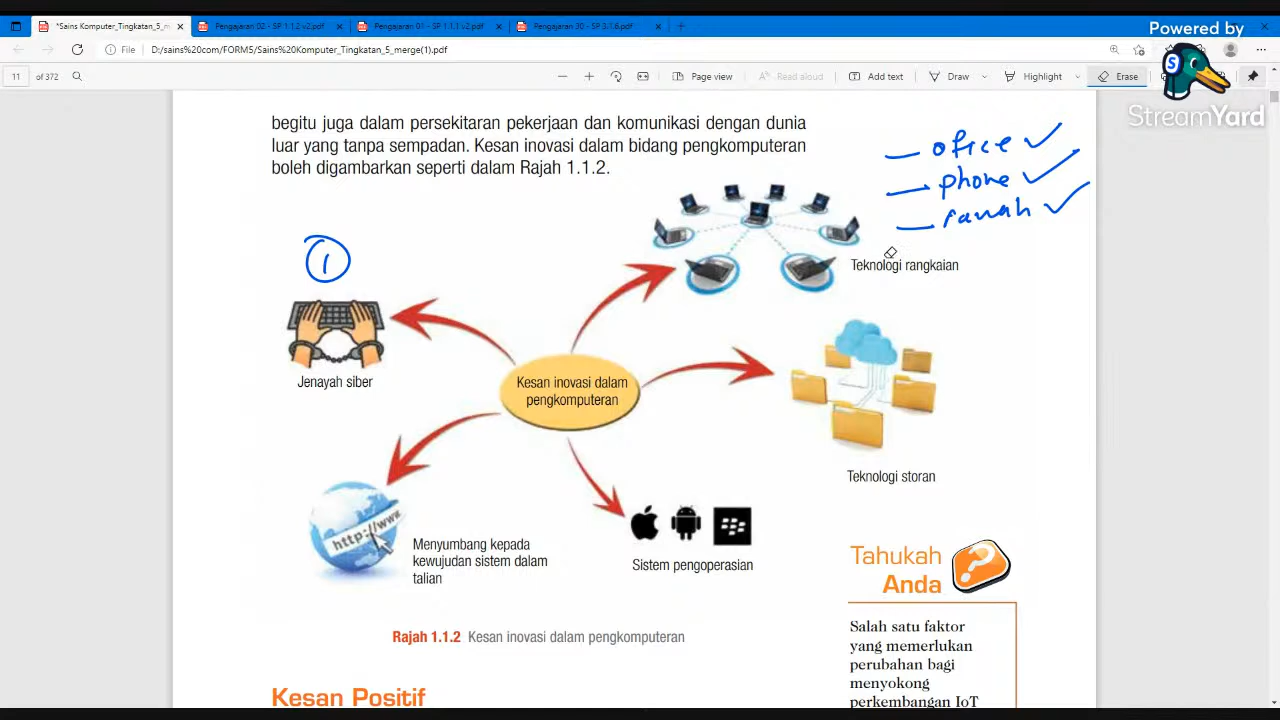 *Sains Komputer_Tingkatan_5_me
Pengajaran 02 - SP 1.1.2 v2.pdf
Pengajaran 01 - SP 1.1.1 v2.pdf
Pengajaran 30 - SP 3.1.6.pdf
Powered by
File
D:/sains%20com/FORM5/Sains%20Komputer_Tingkatan_5_merge(1).pdf
11 of 372
Page view
Read aloud
Add text
Draw
Highlight
Erase
S
StreamYard
begitu juga dalam persekitaran pekerjaan dan komunikasi dengan dunia
luar yang tanpa sempadan. Kesan inovasi dalam bidang pengkomputeran
boleh digambarkan seperti dalam Rajah 1.1.2.
office
phone
1
Teknologi rangkaian
Jenayah siber
Kesan inovasi dalam
pengkomputeran
Teknologi storan
http://www
Menyumbang kepada
kewujudan sistem dalam
talian
Sistem pengoperasian
Tahukah
Anda
?
Salah satu faktor
yang memerlukan
perubahan bagi
menyokong
perkembangan IoT
Rajah 1.1.2 Kesan inovasi dalam pengkomputeran
Kesan Positif